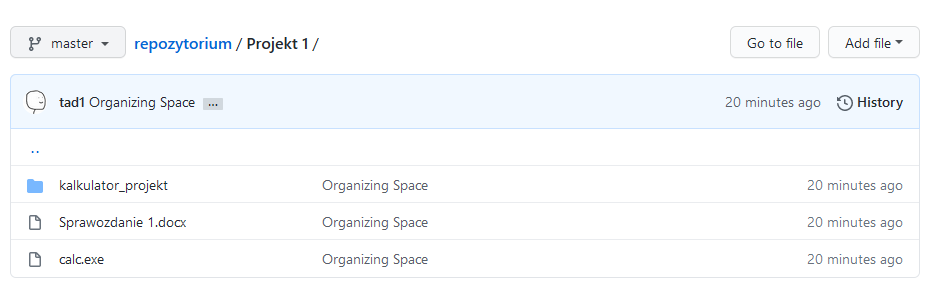 master repozytorium / Projekt 1 / Go to file Add file
tad1 Organizing Space ... 20 minutes ago History
..
kalkulator_projekt Organizing Space 20 minutes ago
Sprawozdanie 1.docx Organizing Space 20 minutes ago
calc.exe Organizing Space 20 minutes ago